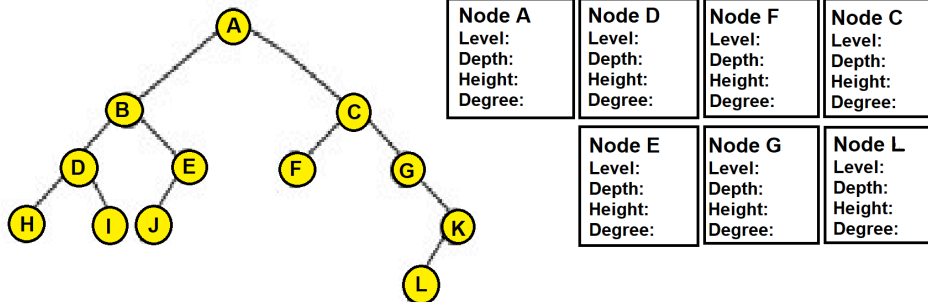 A
B
C
D
E
F
G
H
I
J
K
L
Node A
Level:
Depth:
Height:
Degree:
Node D
Level:
Depth:
Height:
Degree:
Node F
Level:
Depth:
Height:
Degree:
Node C
Level:
Depth:
Height:
Degree:
Node E
Level:
Depth:
Height:
Degree:
Node G
Level:
Depth:
Height:
Degree:
Node L
Level:
Depth:
Height:
Degree: